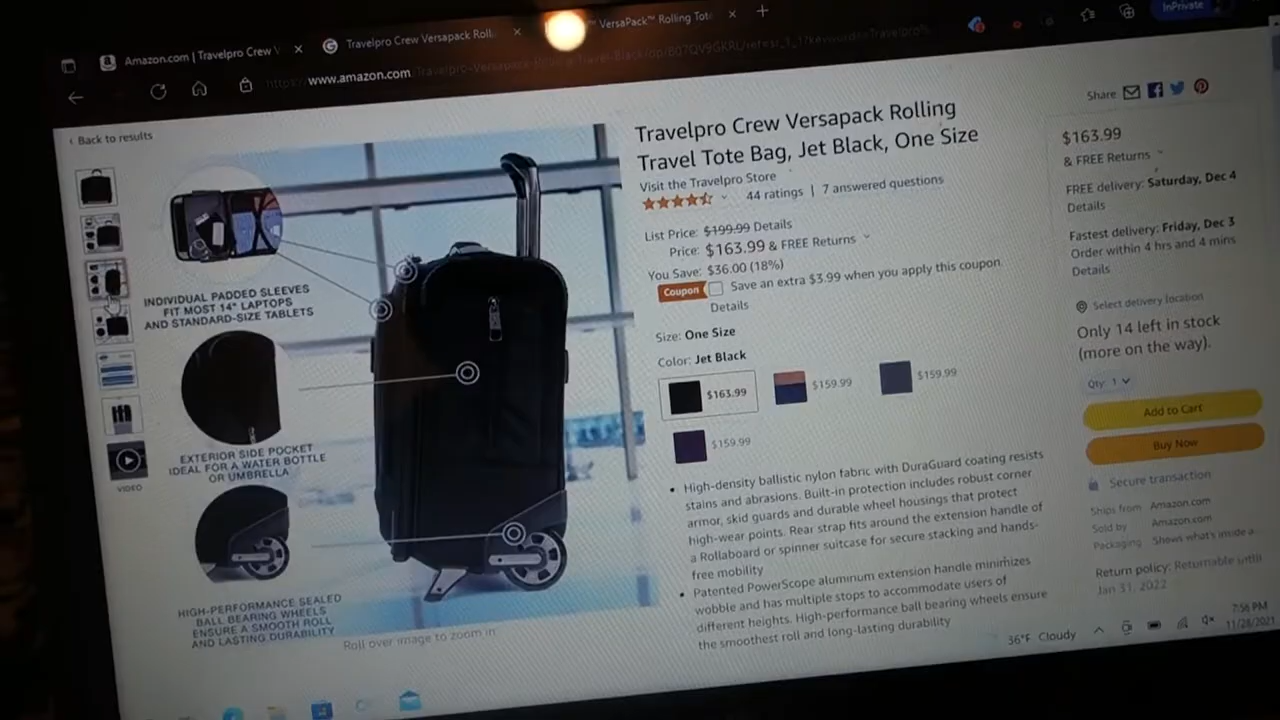 Amazon.com | Travelpro Crew V
Travelpro Crew Versapack Roll
VersaPack™ Rolling Tote
InPrivate
https://www.amazon.com/Travelpro-Versapack-
Back to results
Share
Travelpro Crew Versapack Rolling
Travel Tote Bag, Jet Black, One Size
Visit the Travelpro Store
44 ratings | 7 answered questions
List Price: $199.99 Details
Price: $163.99 & FREE Returns
You Save: $36.00 (18%)
Coupon Save an extra $3.99 when you apply this coupon.
Details
Size: One Size
Color: Jet Black
$163.99
$159.99
$159.99
$159.99
High-density ballistic nylon fabric with DuraGuard coating resists
stains and abrasions. Built-in protection includes robust corner
armor, skid guards and durable wheel housings that protect
high-wear points. Rear strap fits around the extension handle of
a Rollaboard or spinner suitcase for secure stacking and hands-
free mobility
Patented PowerScope aluminum extension handle minimizes
wobble and has multiple stops to accommodate users of
different heights. High-performance ball bearing wheels ensure
the smoothest roll and long-lasting durability
INDIVIDUAL PADDED SLEEVES
FIT MOST 14" LAPTOPS
AND STANDARD-SIZE TABLETS
EXTERIOR SIDE POCKET
IDEAL FOR A WATER BOTTLE
OR UMBRELLA
HIGH-PERFORMANCE SEALED
BALL BEARING WHEELS
ENSURE A SMOOTH ROLL
AND LASTING DURABILITY
VIDEO
Roll over image to zoom in
$163.99
& FREE Returns
FREE delivery: Saturday, Dec 4
Details
Fastest delivery: Friday, Dec 3
Order within 4 hrs and 4 mins
Details
Select delivery location
Only 14 left in stock
(more on the way).
Qty: 1
Add to Cart
Buy Now
Secure transaction
Ships from Amazon.com
Sold by Amazon.com
Packaging Shows what's inside a
Return policy: Returnable until
Jan 31, 2022
36°F Cloudy
7:56 PM
11/28/2021